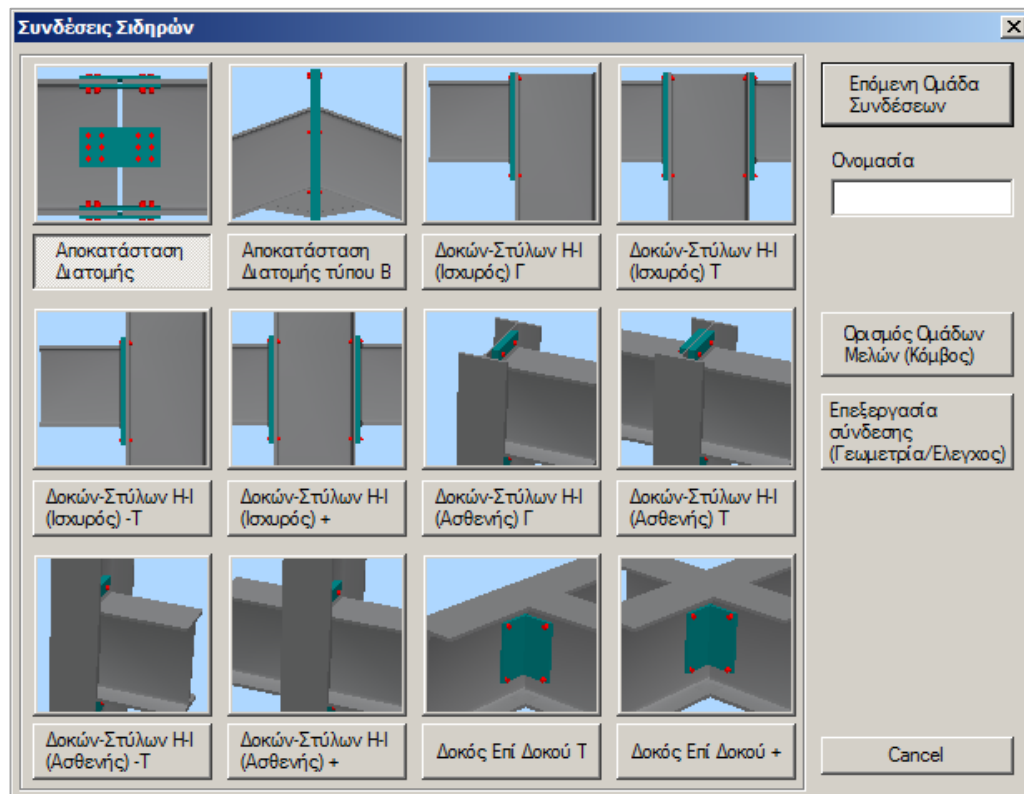 Συνδέσεις Σιδηρών
Επόμενη Ομάδα
Συνδέσεων
Ονομασία
Αποκατάσταση
Διατομής
Αποκατάσταση
Διατομής τύπου Β
Δοκών-Στύλων Η-Ι
(Ισχυρός) Γ
Δοκών-Στύλων Η-Ι
(Ισχυρός) Τ
Ορισμός Ομάδων
Μελών (Κόμβος)
Επεξεργασία
σύνδεσης
(Γεωμετρία/Ελεγχος)
Δοκών-Στύλων Η-Ι
(Ισχυρός) -Τ
Δοκών-Στύλων Η-Ι
(Ισχυρός) +
Δοκών-Στύλων Η-Ι
(Ασθενής) Γ
Δοκών-Στύλων Η-Ι
(Ασθενής) Τ
Δοκών-Στύλων Η-Ι
(Ασθενής) -Τ
Δοκών-Στύλων Η-Ι
(Ασθενής) +
Δοκός Επί Δοκού Τ
Δοκός Επί Δοκού +
Cancel